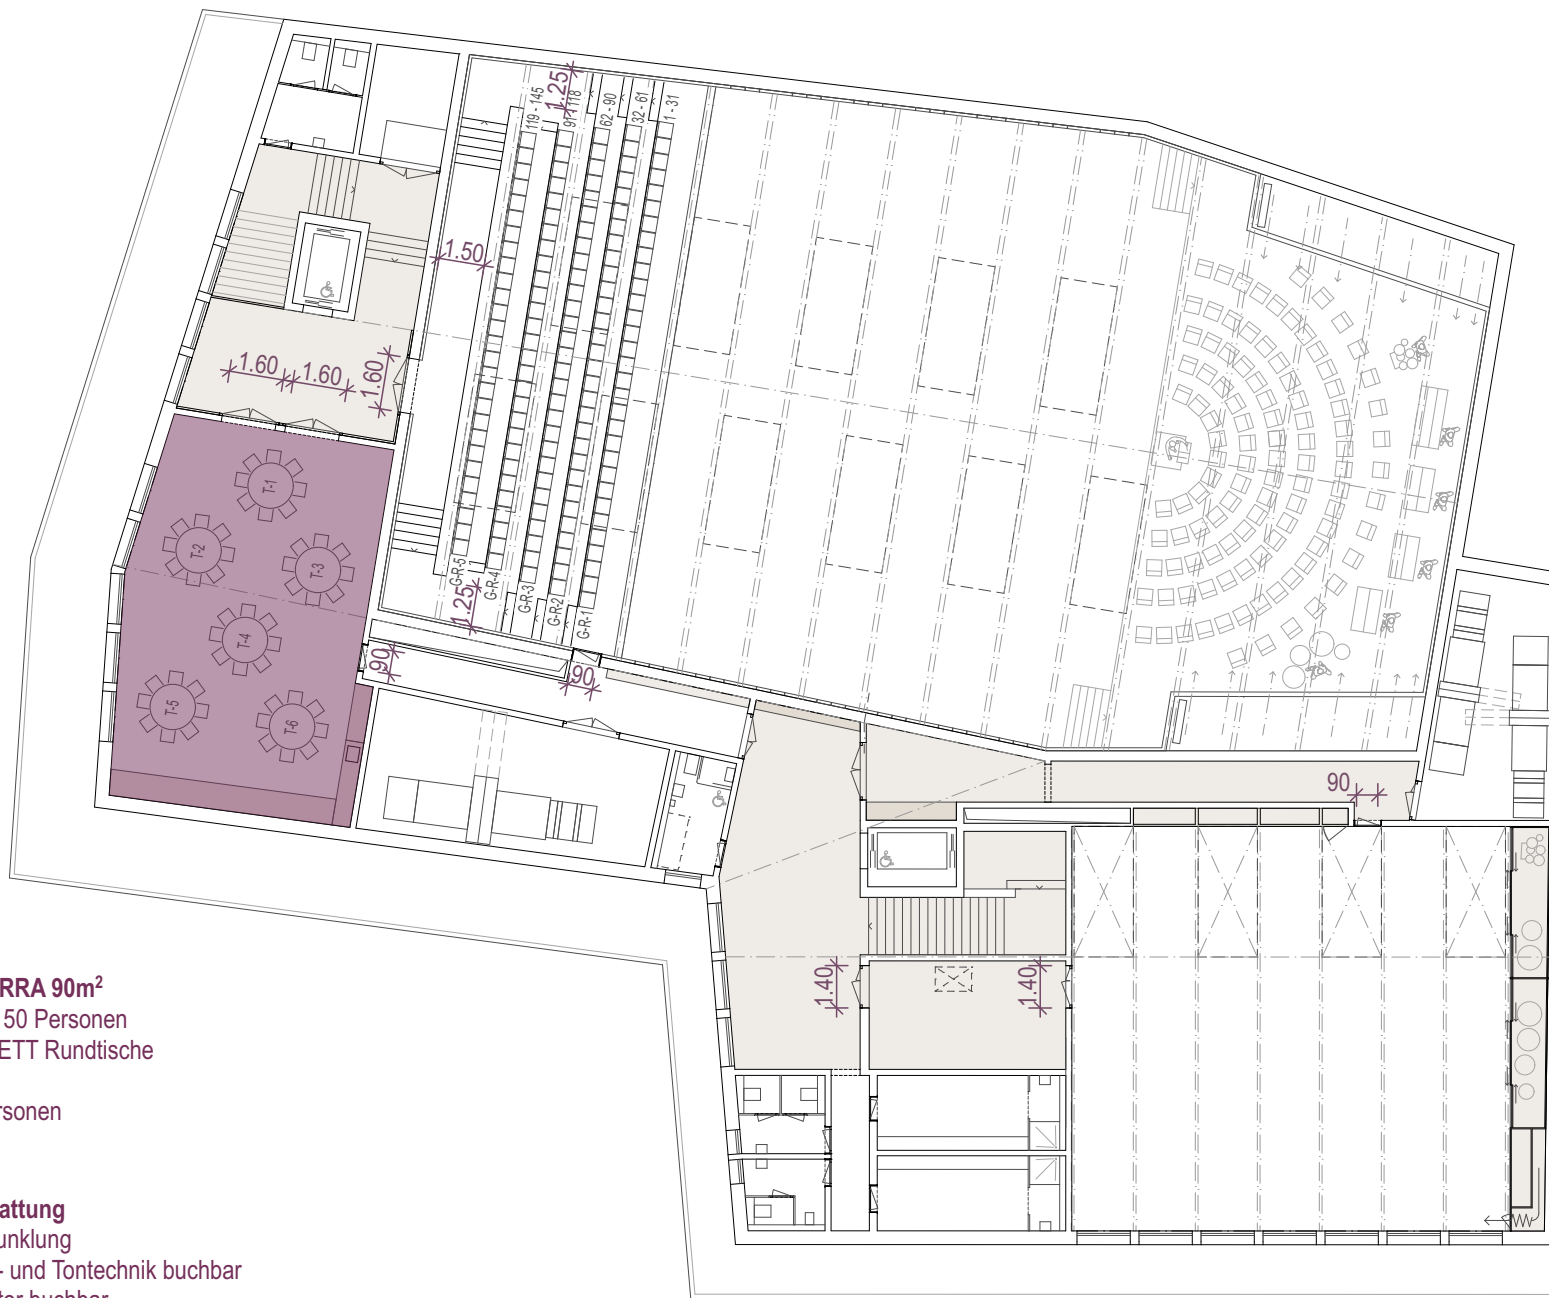 1.25
119 - 145
118
62 - 90
32 - 61
1 - 31
1.50
1.60
1.60
1.60
T-1
T-2
T-3
T-4
T-5
T-6
G-R-5
G-R-4
G-R-3
G-R-2
G-R-1
1.25
90
90
90
1.40
1.40
RRA 90m²
50 Personen
ETT Rundtische
rsonen
attung
unklung
- und Tontechnik buchbar
ter buchbar